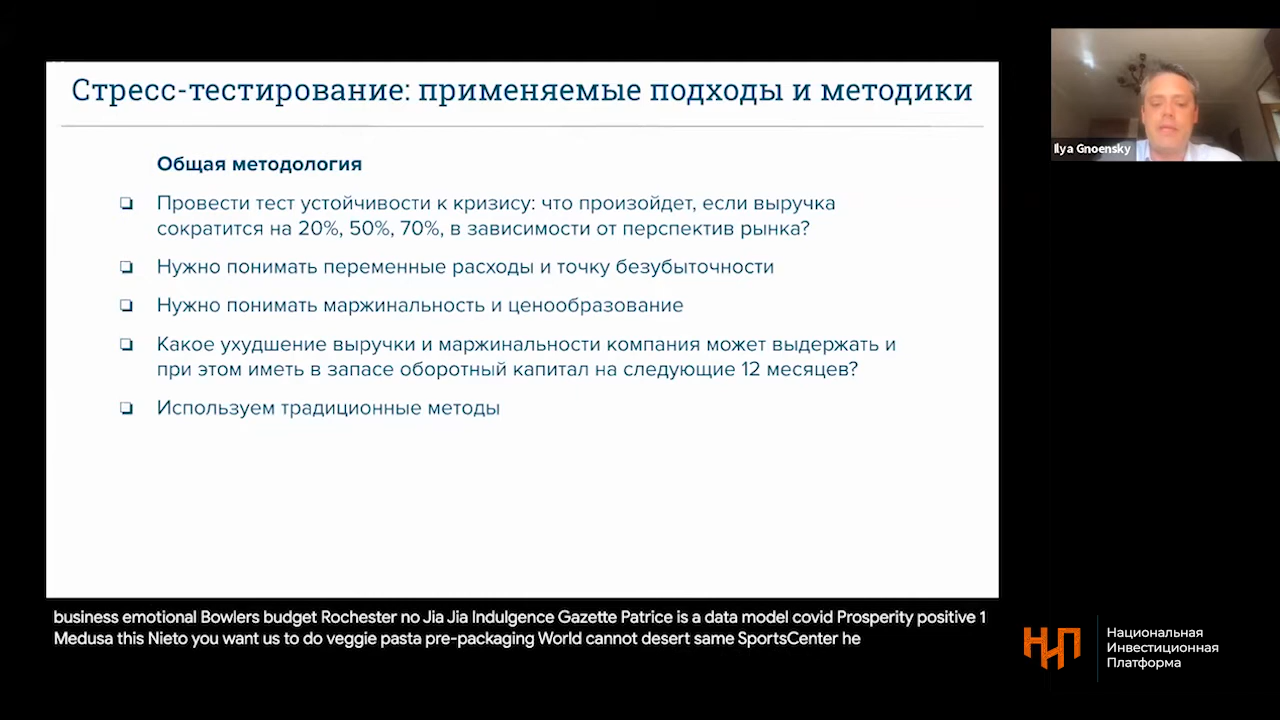 Стресс-тестирование: применяемые подходы и методики
Общая методология
Провести тест устойчивости к кризису: что произойдет, если выручка
сократится на 20%, 50%, 70%, в зависимости от перспектив рынка?
Нужно понимать переменные расходы и точку безубыточности
Нужно понимать маржинальность и ценообразование
Какое ухудшение выручки и маржинальности компания может выдержать и
при этом иметь в запасе оборотный капитал на следующие 12 месяцев?
Используем традиционные методы
Ilya Gnoensky
business emotional Bowlers budget Rochester no Jia Jia Indulgence Gazette Patrice is a data model covid Prosperity positive 1
Medusa this Nieto you want us to do veggie pasta pre-packaging World cannot desert same SportsCenter he
НИП
Национальная
Инвестиционная
Платформа